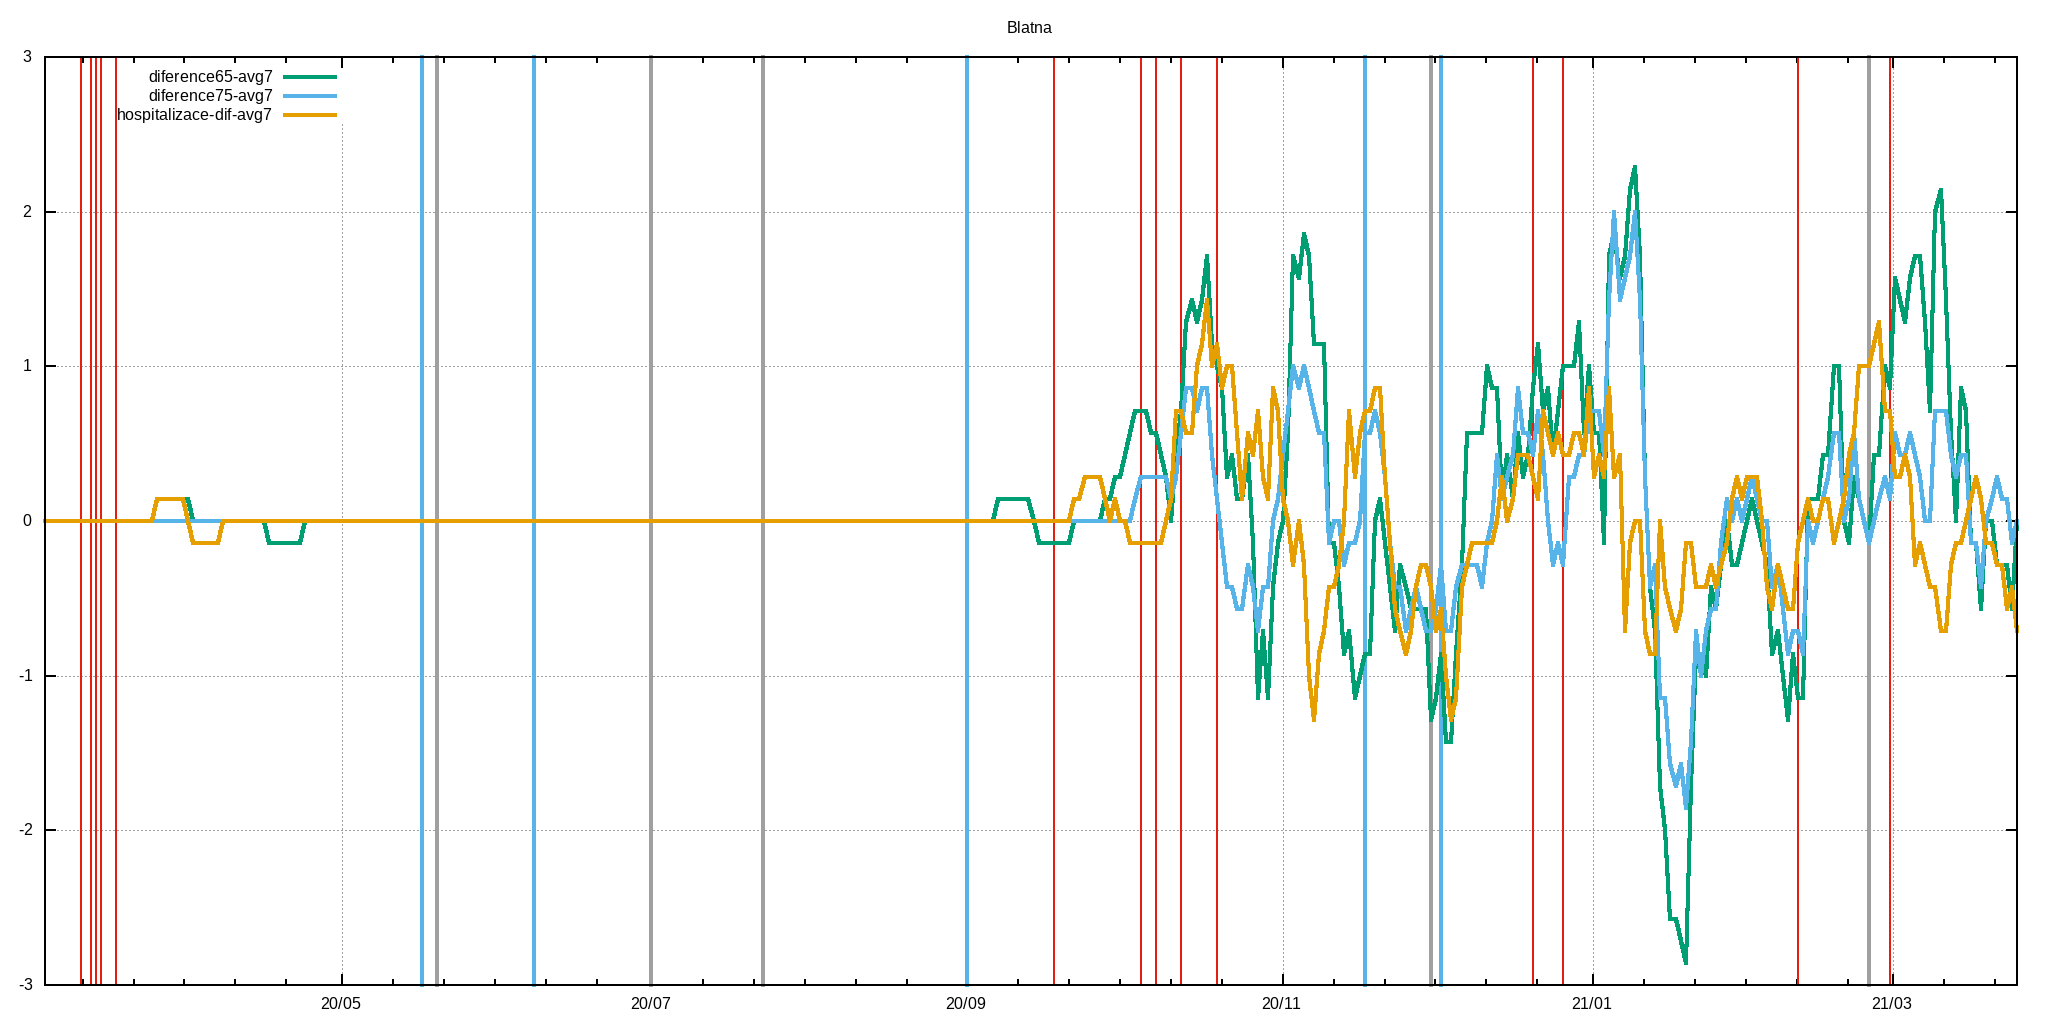 Blatna
3
diference65-avg7
diference75-avg7
hospitalizace-dif-avg7
2
1
0
-1
-2
-3
20/05 20/07 20/09 20/11 21/01 21/03